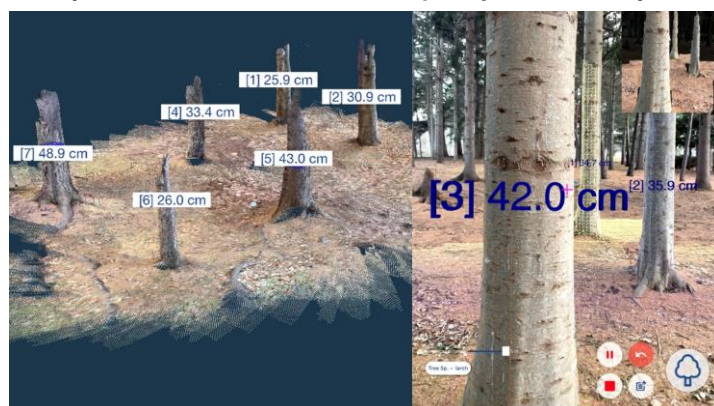 [1] 25.9 cm
[2] 30.9 cm
[4] 33.4 cm
[7] 48.9 cm
[5] 43.0 cm
[6] 26.0 cm
[3] 42.0 cm
[2] 35.9 cm